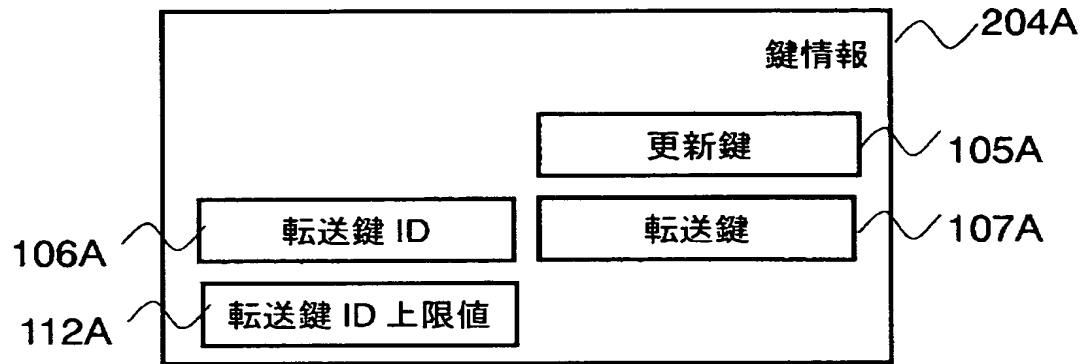 204A
鍵情報
更新鍵
105A
転送鍵 ID
転送鍵
107A
106A
転送鍵 ID 上限値
112A